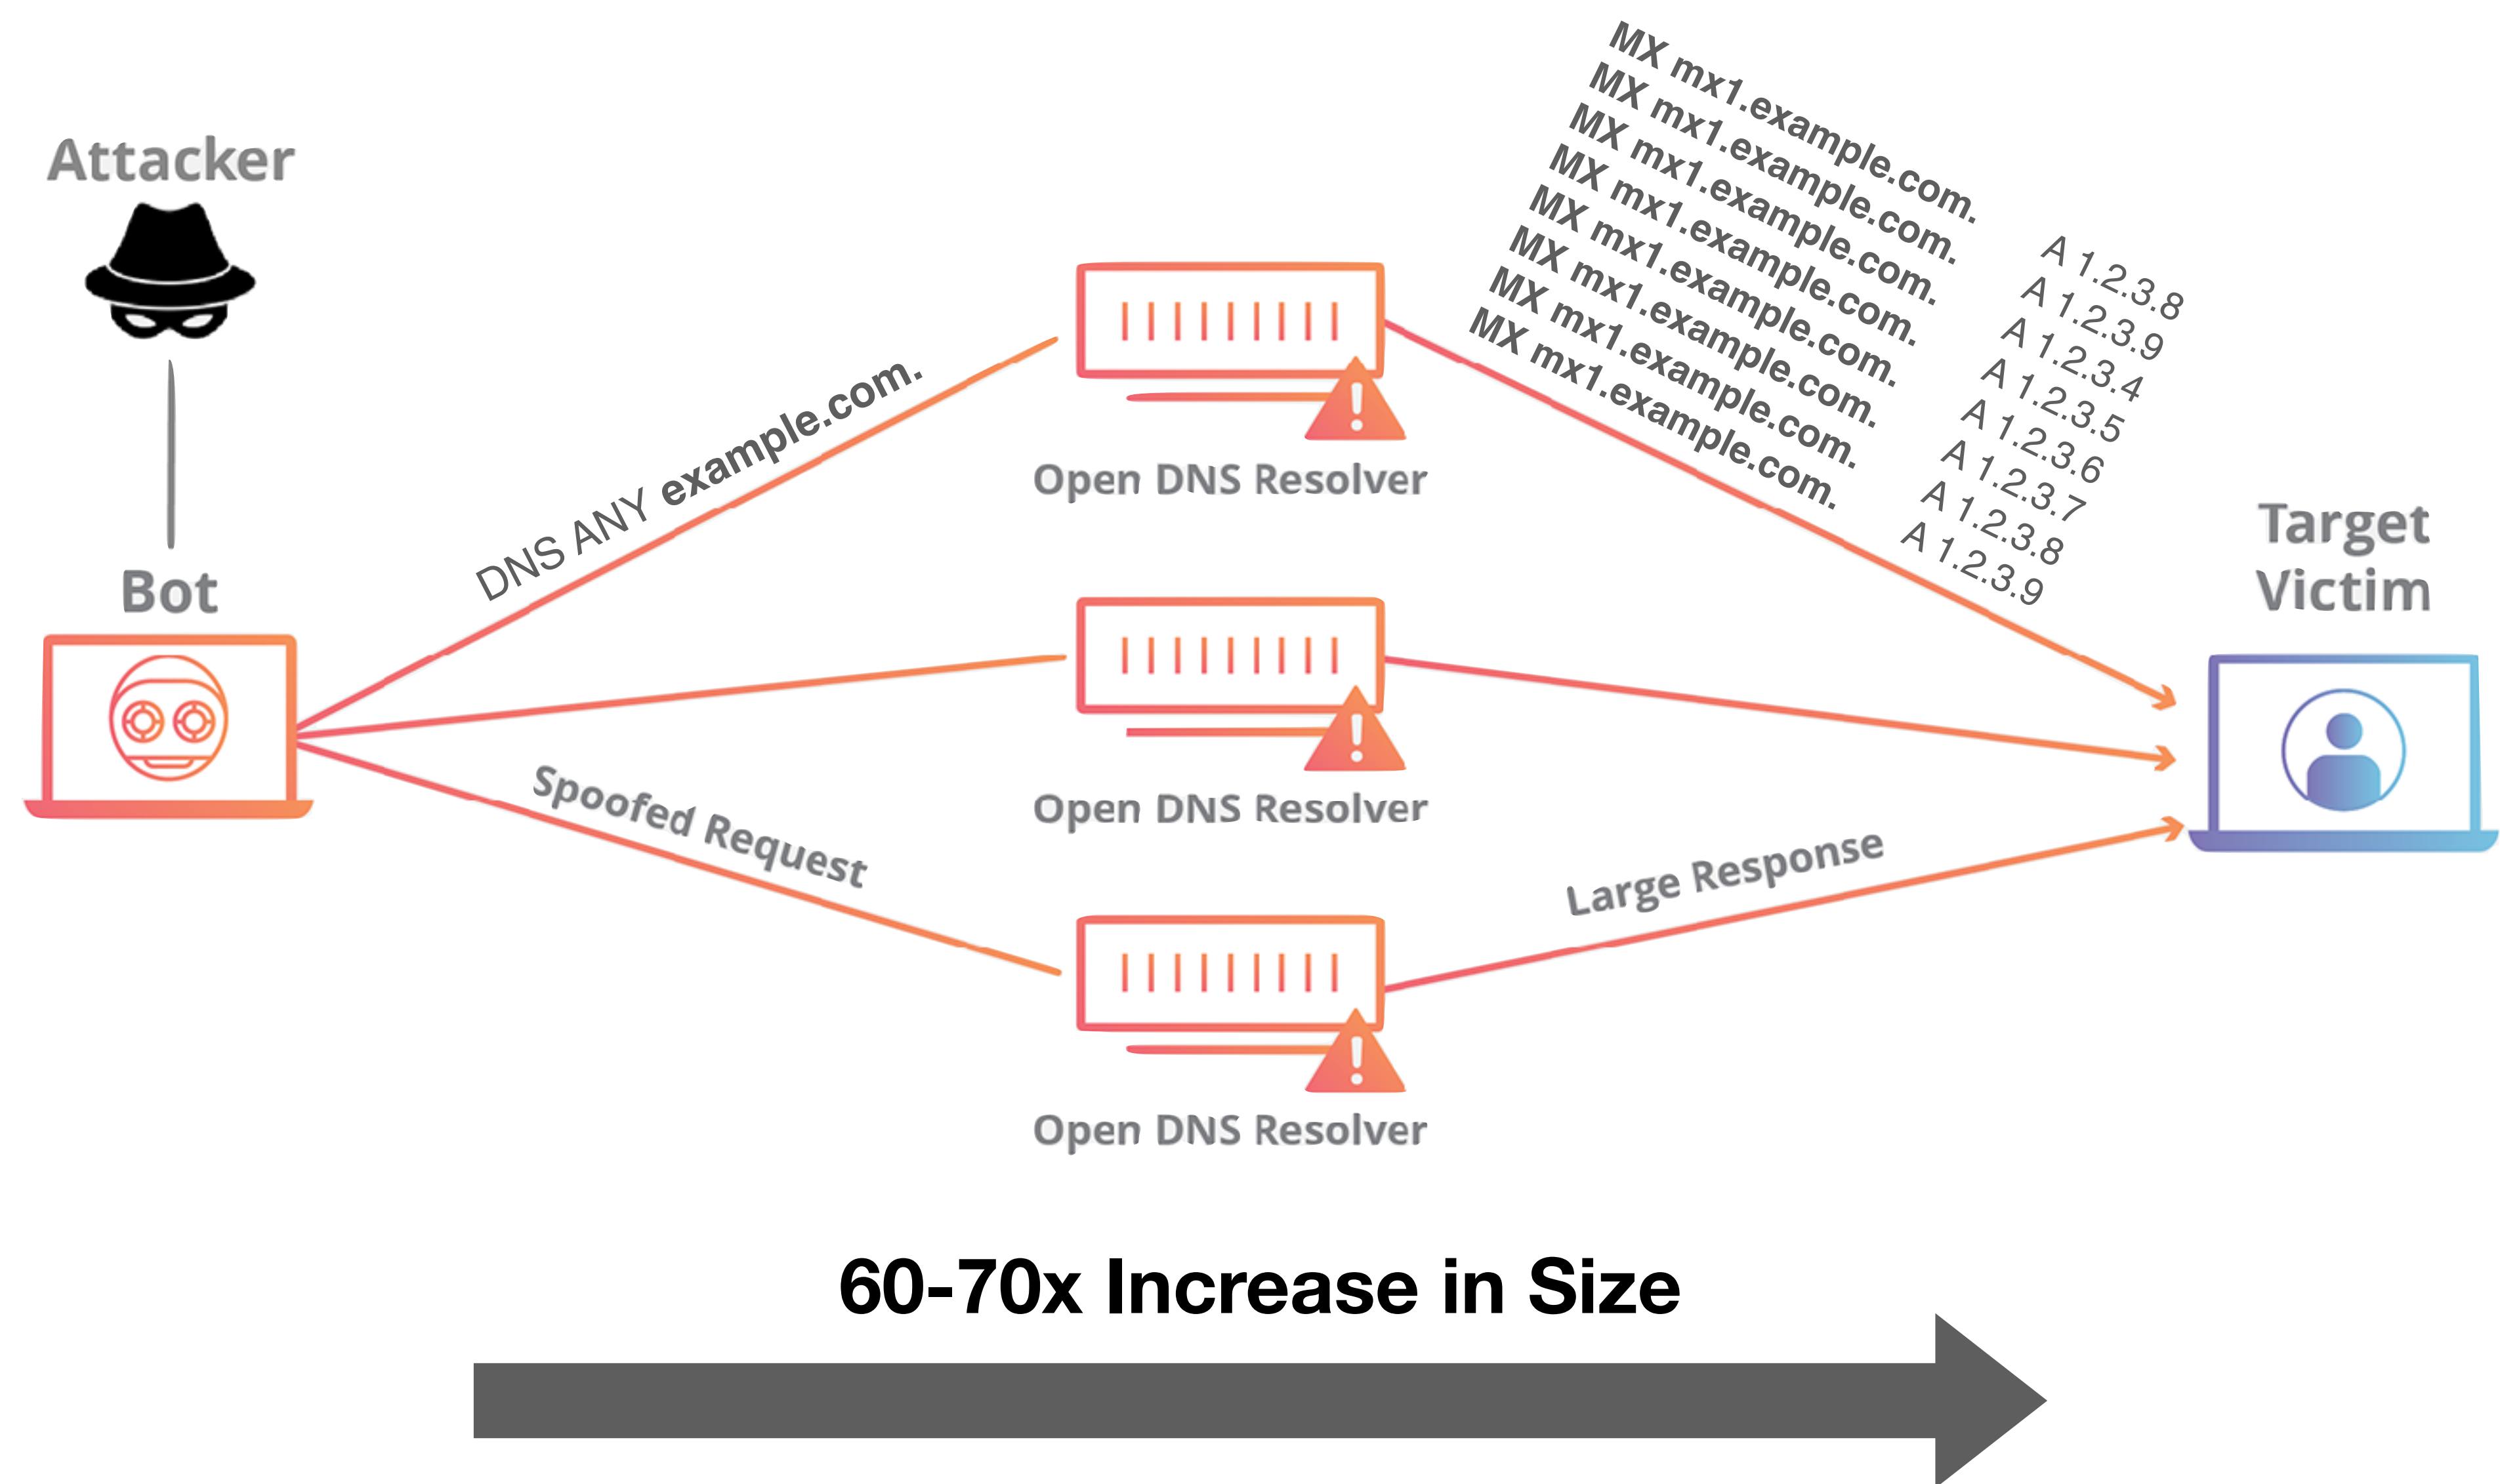 Attacker
Bot
DNS ANY example.com.
Spoofed Request
Open DNS Resolver
Open DNS Resolver
Open DNS Resolver
MX mx1.example.com.
MX mx1.example.com.
MX mx1.example.com.
MX mx1.example.com.
MX mx1.example.com.
MX mx1.example.com.
MX mx1.example.com.
MX mx1.example.com.
A 1.2.3.8
A 1.2.3.9
A 1.2.3.4
A 1.2.3.5
A 1.2.3.6
A 1.2.3.7
A 1.2.3.8
A 1.2.3.9
Large Response
Target
Victim
60-70x Increase in Size